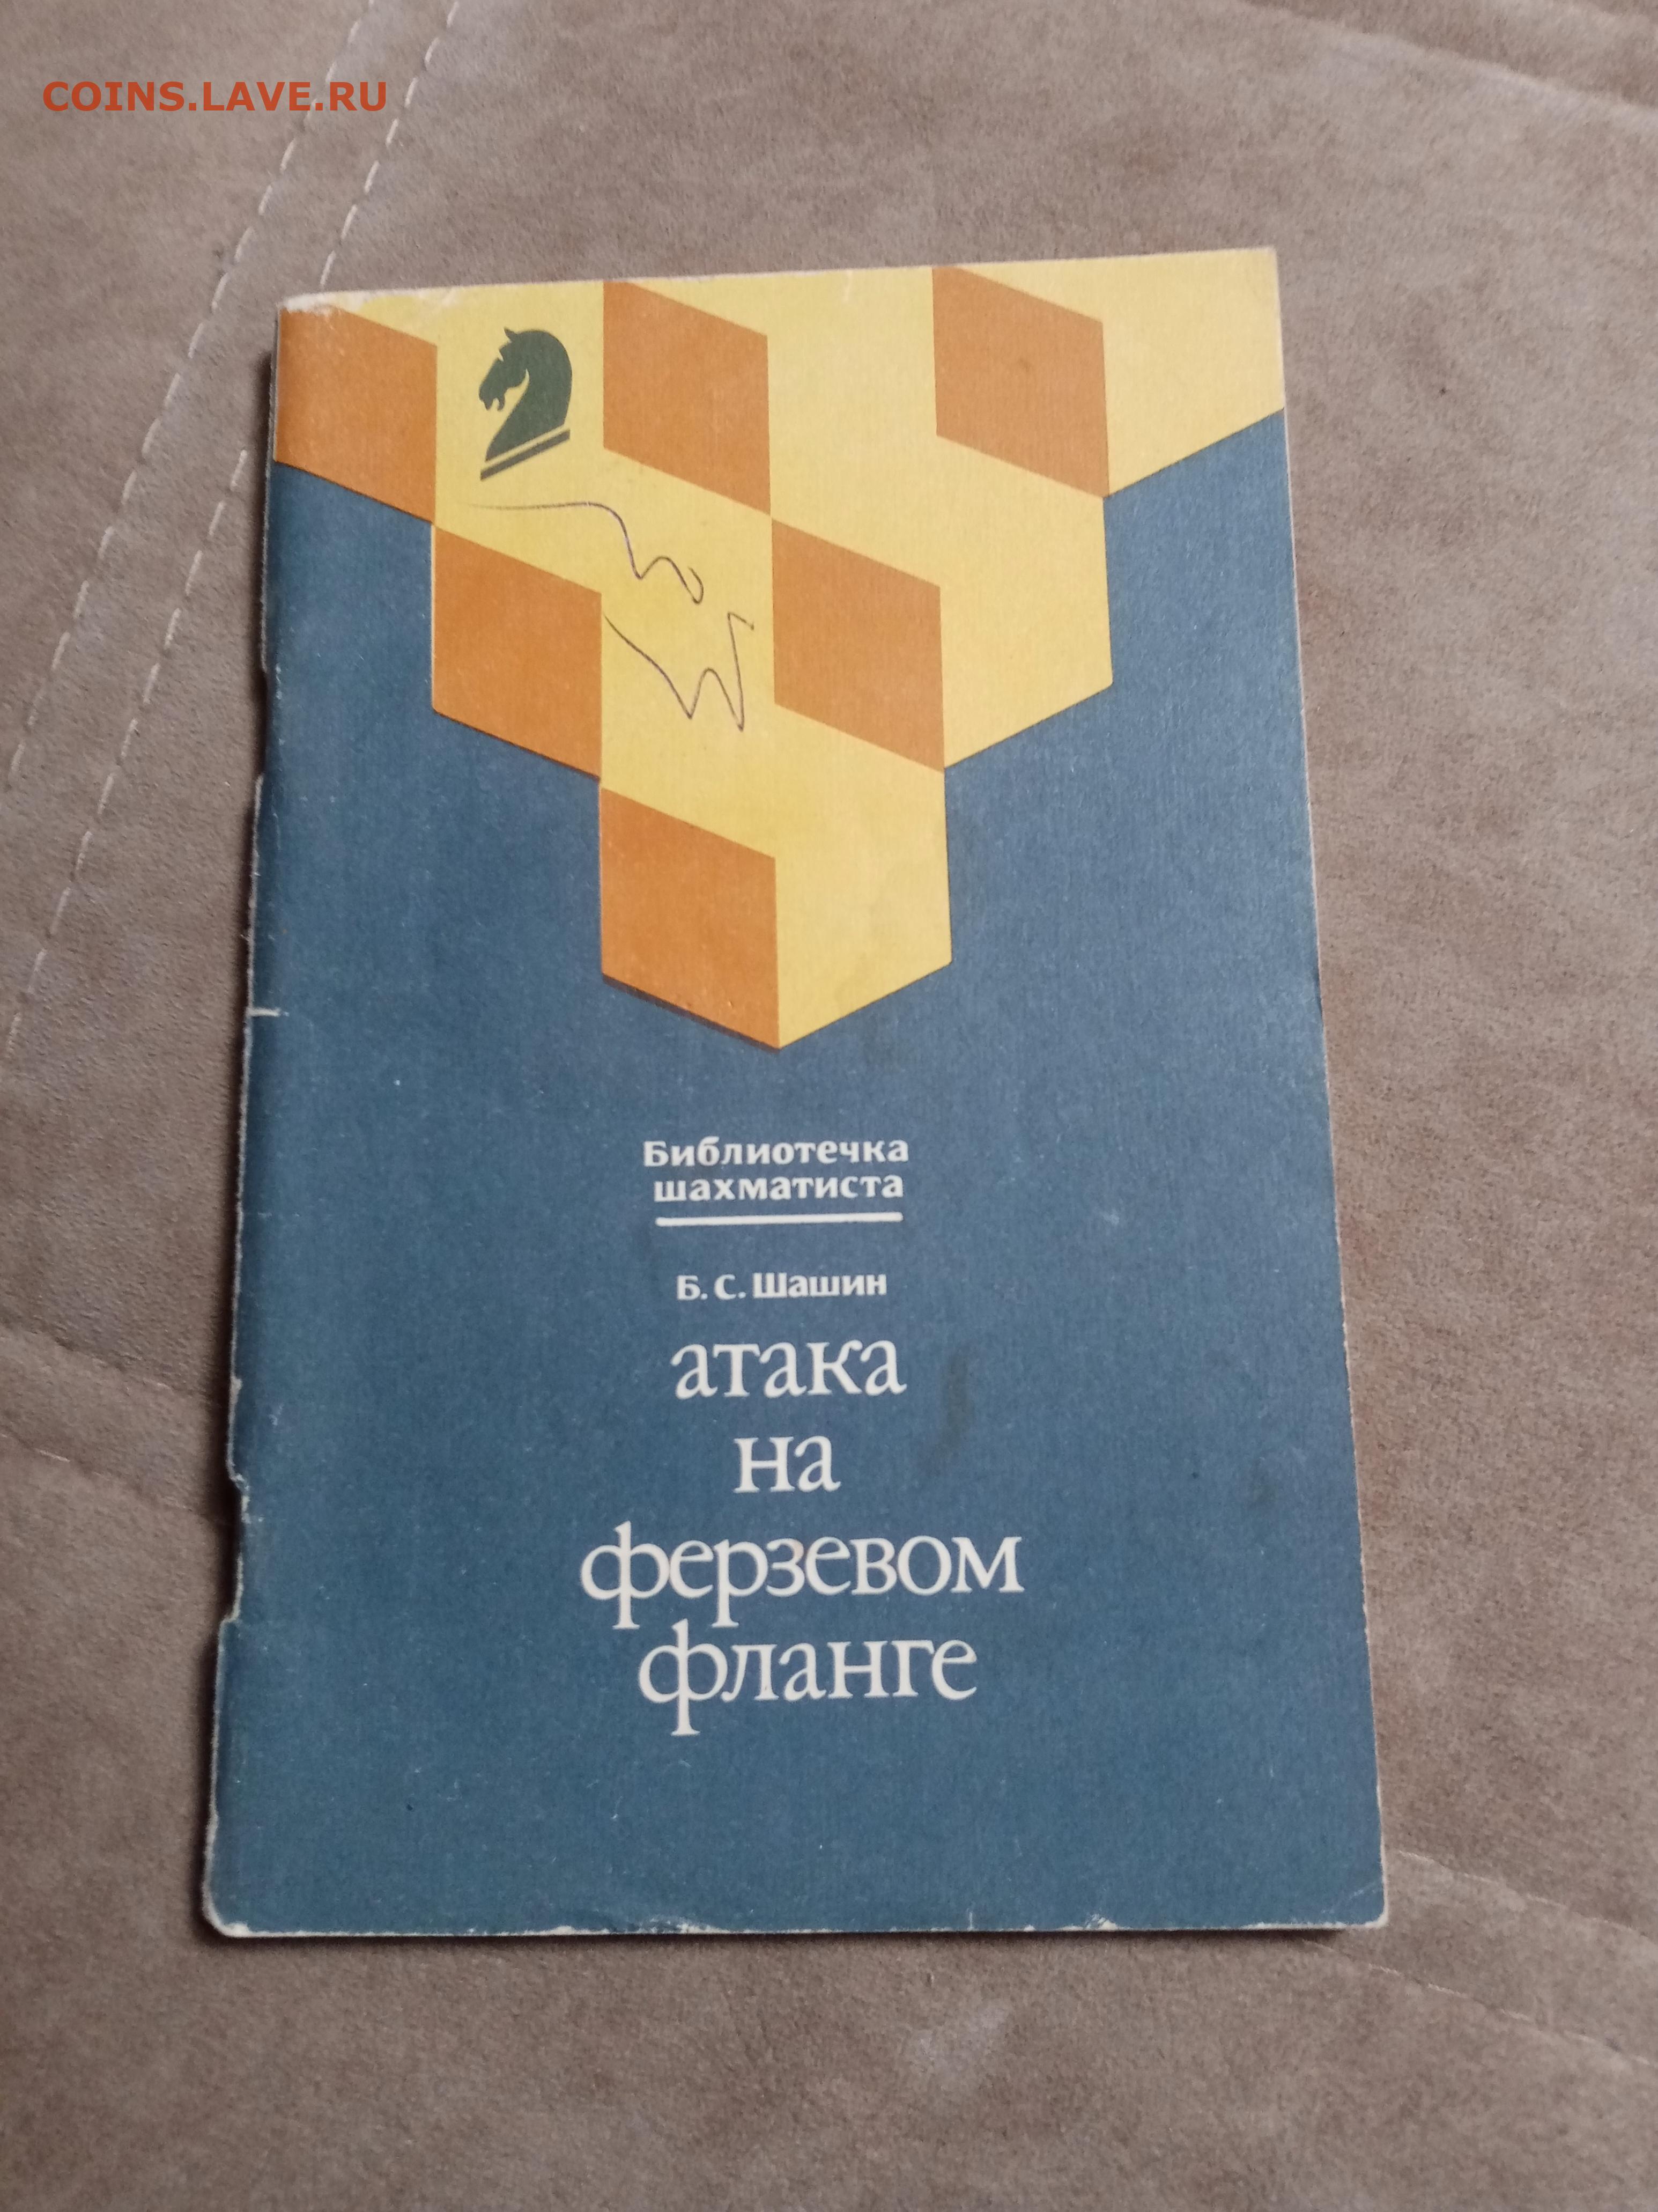 COINS.LAVE.RU
Библиотечка
шахматиста
Б. С. Шашин
атака
на
ферзевом
фланге